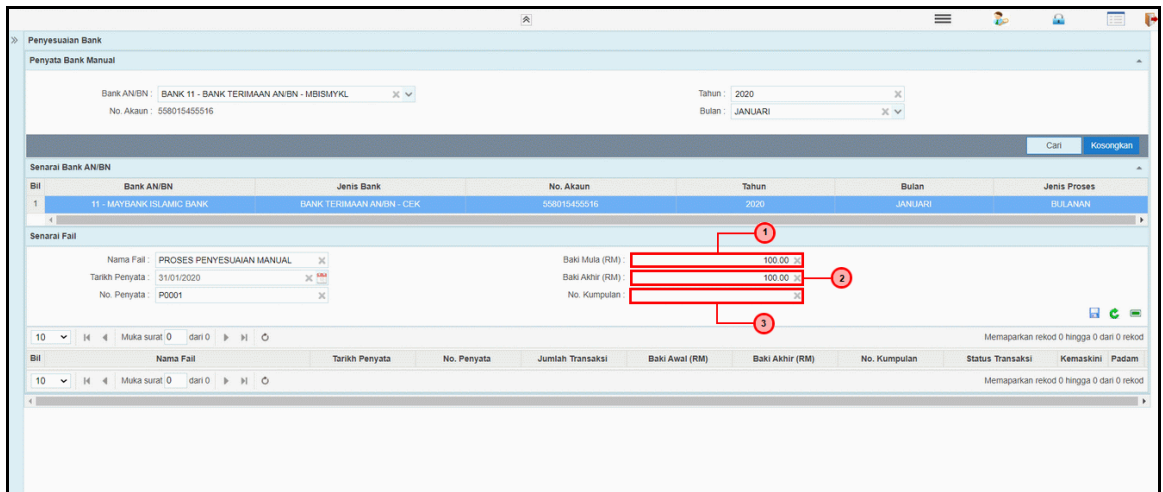 Penyesuaian Bank
Penyata Bank Manual
Bank AN/BN : BANK 11 - BANK TERIMAAN AN/BN - MBISMYKL Tahun : 2020
No. Akaun : 558015455516 Bulan : JANUARI
Cari Kosongkan
Senarai Bank AN/BN
Bil Bank AN/BN Jenis Bank No. Akaun Tahun Bulan Jenis Proses
1 11 - MAYBANK ISLAMIC BANK BANK TERIMAAN AN/BN - CEK 558015455516 2020 JANUARI BULANAN
Senarai Fail
1
Nama Fail : PROSES PENYESUAIAN MANUAL Baki Mula (RM) : 100.00
Tarikh Penyata : 31/01/2020 Baki Akhir (RM) : 100.00 2
No. Penyata : P0001 No. Kumpulan :
3
10 Muka surat 0 dari 0 Memaparkan rekod 0 hingga 0 dari 0 rekod
Bil Nama Fail Tarikh Penyata No. Penyata Jumlah Transaksi Baki Awal (RM) Baki Akhir (RM) No. Kumpulan Status Transaksi Kemaskini Padam
10 Muka surat 0 dari 0 Memaparkan rekod 0 hingga 0 dari 0 rekod